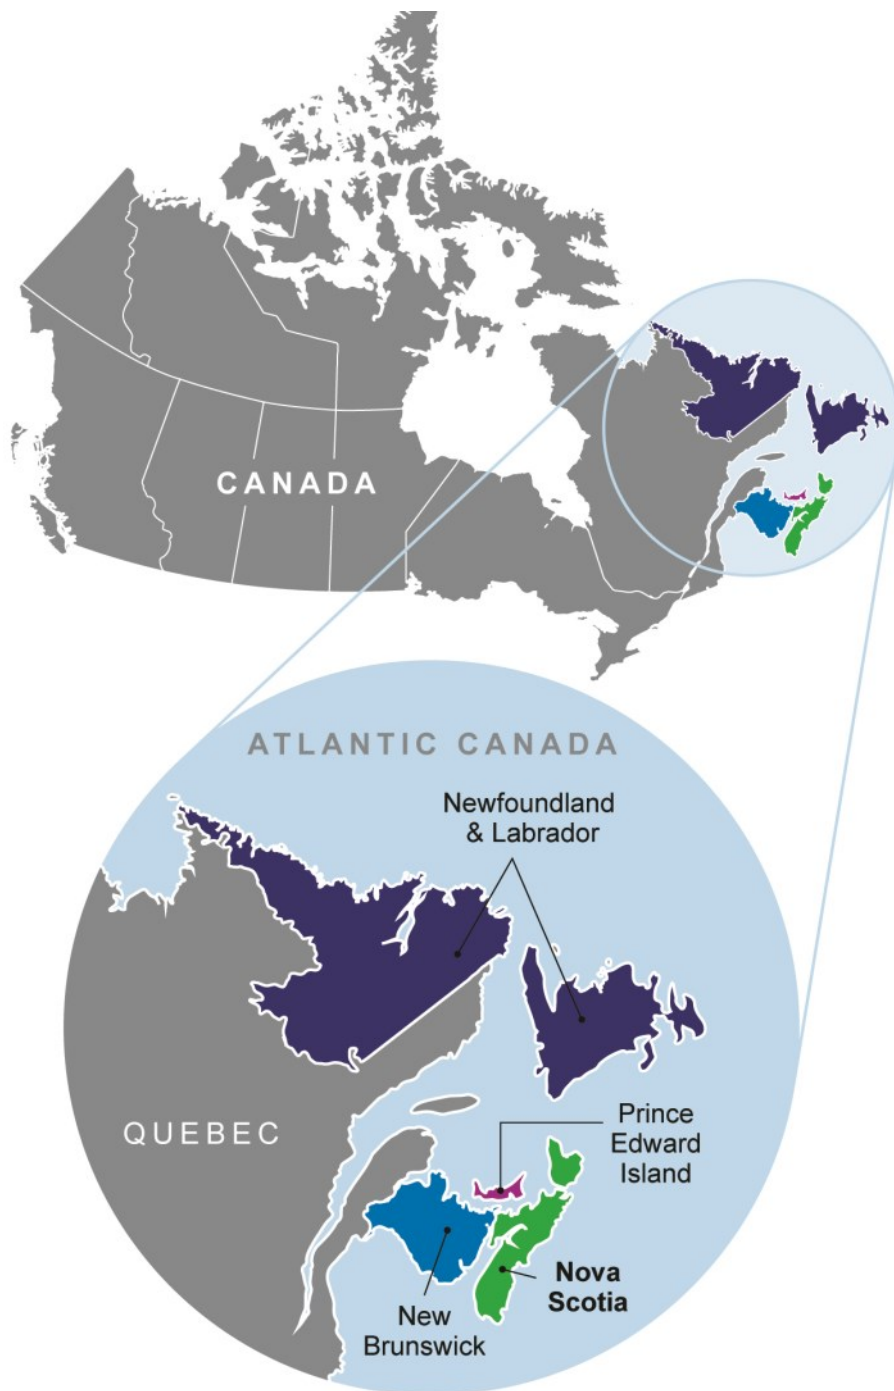 CANADA
ATLANTIC CANADA
Newfoundland
& Labrador
QUEBEC
Prince
Edward
Island
Nova
Scotia
New
Brunswick